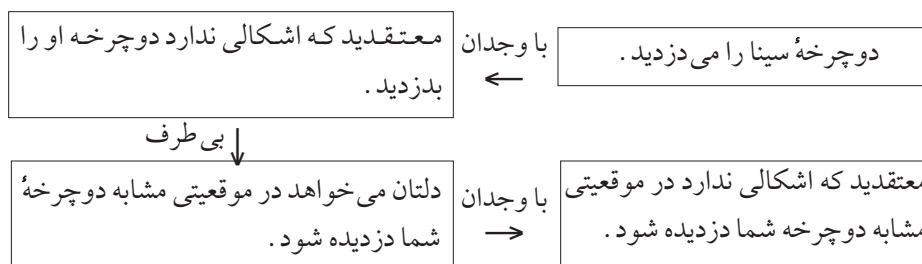 دوچرخهٔ سینا را می‌دزدید.
با وجدان
معتقدید که اشکالی ندارد دوچرخه او را
بدزدید.
بی‌طرف
معتقدید که اشکالی ندارد در موقعیتی
مشابه دوچرخه شما دزدیده شود.
با وجدان
دلتان می‌خواهد در موقعیتی مشابه دوچرخهٔ
شما دزدیده شود.